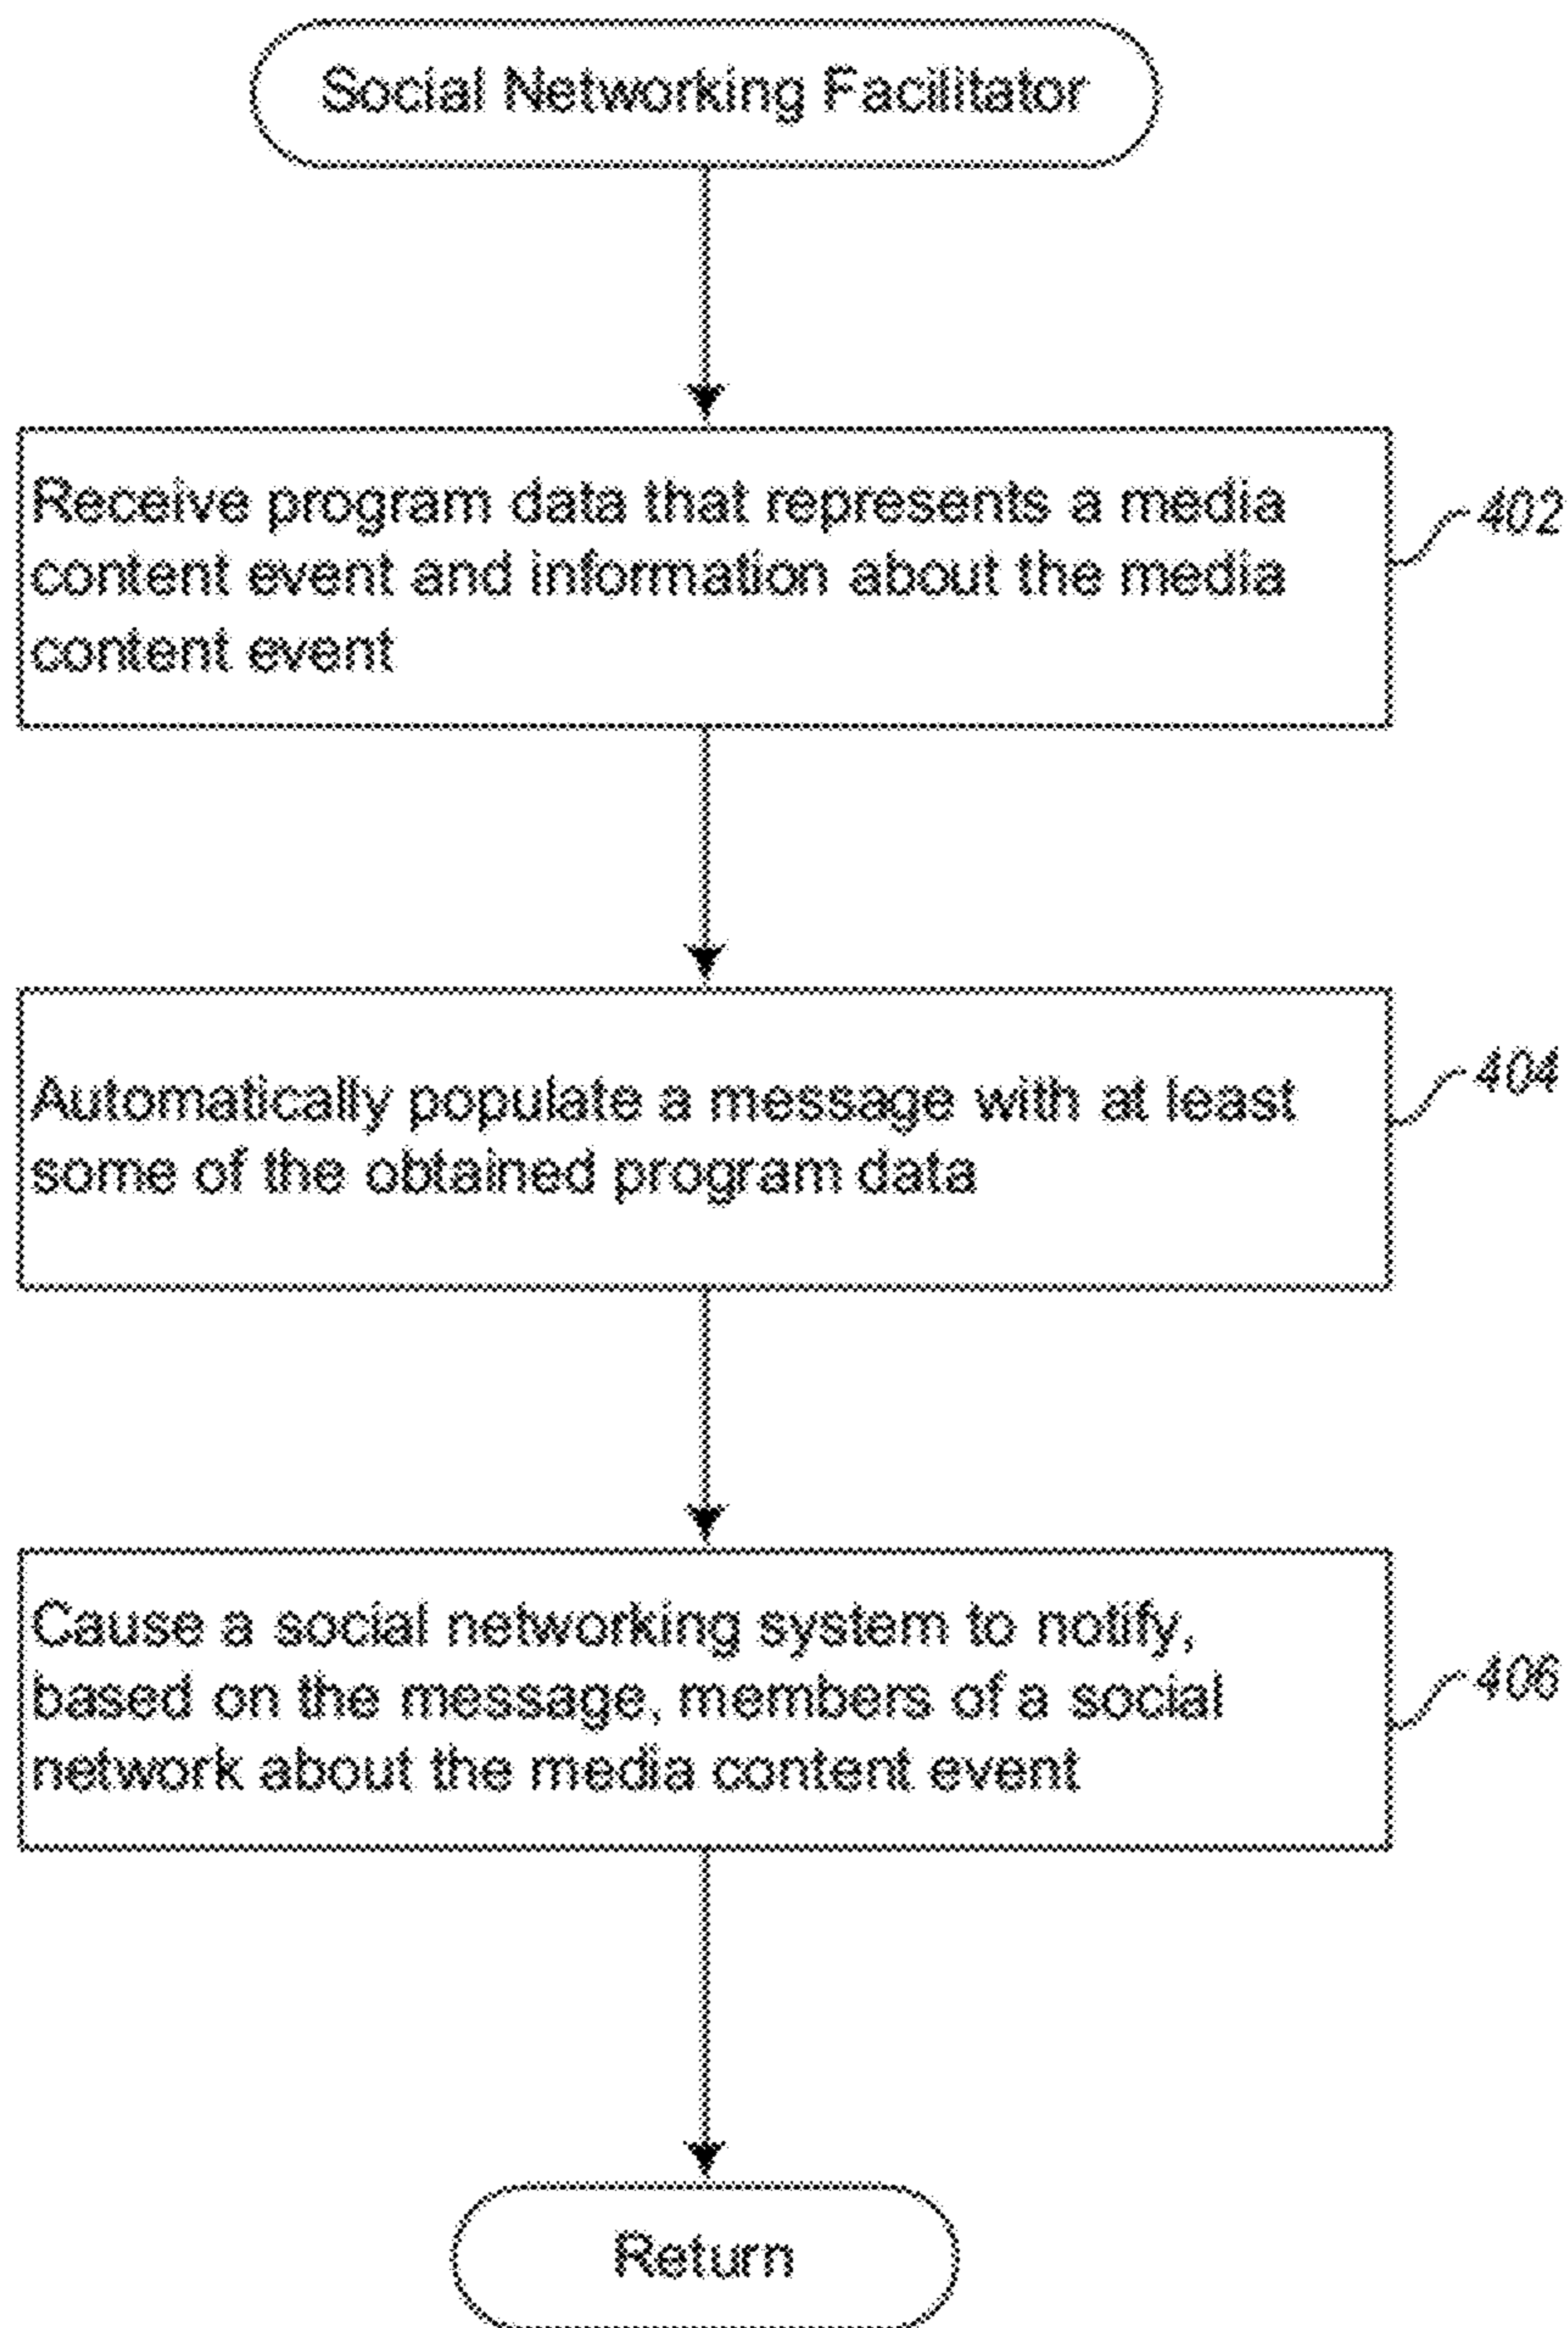 Social Networking Facilitator
Receive program data that represents a media
content event and information about the media
content event
402
Automatically populate a message with at least
some of the obtained program data
404
Cause a social networking system to notify,
based on the message, members of a social
network about the media content event
406
Return